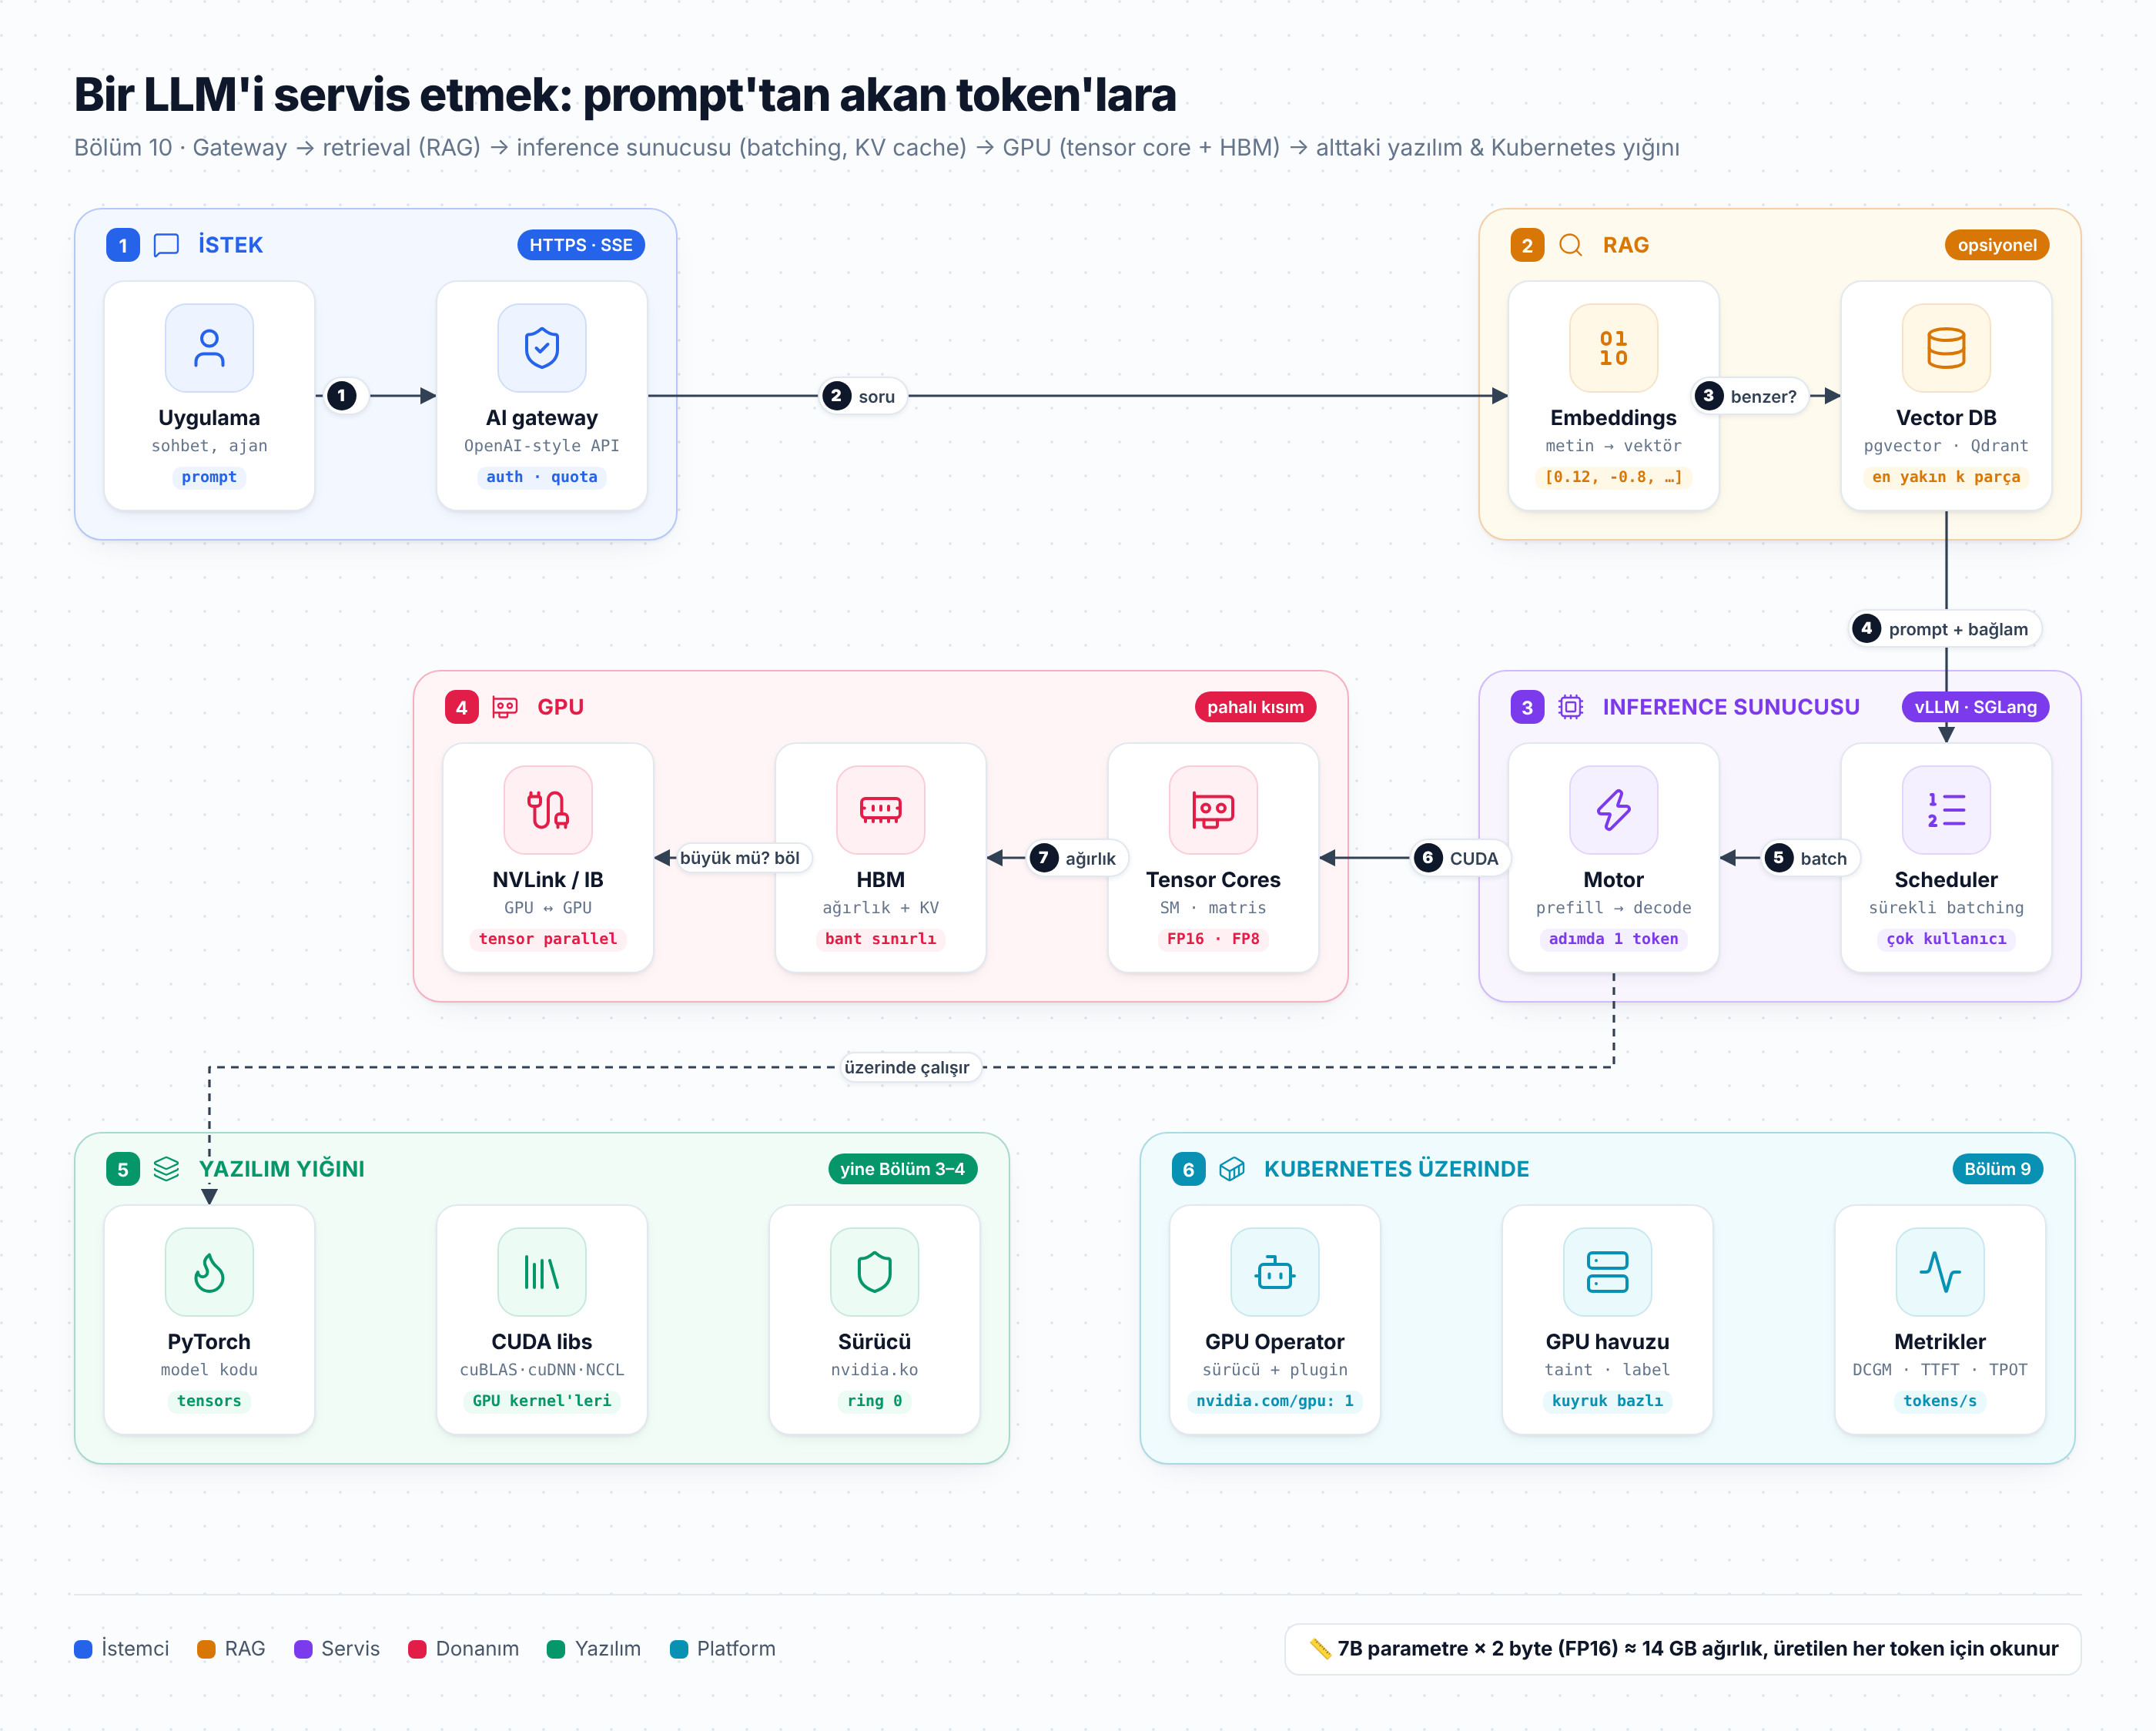 Bir LLM'i servis etmek: prompt'tan akan token'lara
Bölüm 10 · Gateway → retrieval (RAG) → inference sunucusu (batching, KV cache) → GPU (tensor core + HBM) → alttaki yazılım & Kubernetes yığını
1 İSTEK HTTPS · SSE
Uygulama
sohbet, ajan
prompt
1
AI gateway
OpenAI-style API
auth · quota
2 soru
2 RAG opsiyonel
01
10
Embeddings
metin → vektör
[0.12, -0.8, …]
3 benzer?
Vector DB
pgvector · Qdrant
en yakın k parça
4 prompt + bağlam
4 GPU pahalı kısım
NVLink / IB
GPU ↔ GPU
tensor parallel
büyük mü? böl
HBM
ağırlık + KV
bant sınırlı
7 ağırlık
Tensor Cores
SM · matris
FP16 · FP8
6 CUDA
3 INFERENCE SUNUCUSU vLLM · SGLang
Motor
prefill → decode
adımda 1 token
5 batch
1
2
Scheduler
sürekli batching
çok kullanıcı
üzerinde çalışır
5 YAZILIM YIĞINI yine Bölüm 3–4
PyTorch
model kodu
tensors
CUDA libs
cuBLAS·cuDNN·NCCL
GPU kernel'leri
Sürücü
nvidia.ko
ring 0
6 KUBERNETES ÜZERINDE Bölüm 9
GPU Operator
sürücü + plugin
nvidia.com/gpu: 1
GPU havuzu
taint · label
kuyruk bazlı
Metrikler
DCGM · TTFT · TPOT
tokens/s
İstemci RAG Servis Donanım Yazılım Platform
📏 7B parametre × 2 byte (FP16) ≈ 14 GB ağırlık, üretilen her token için okunur